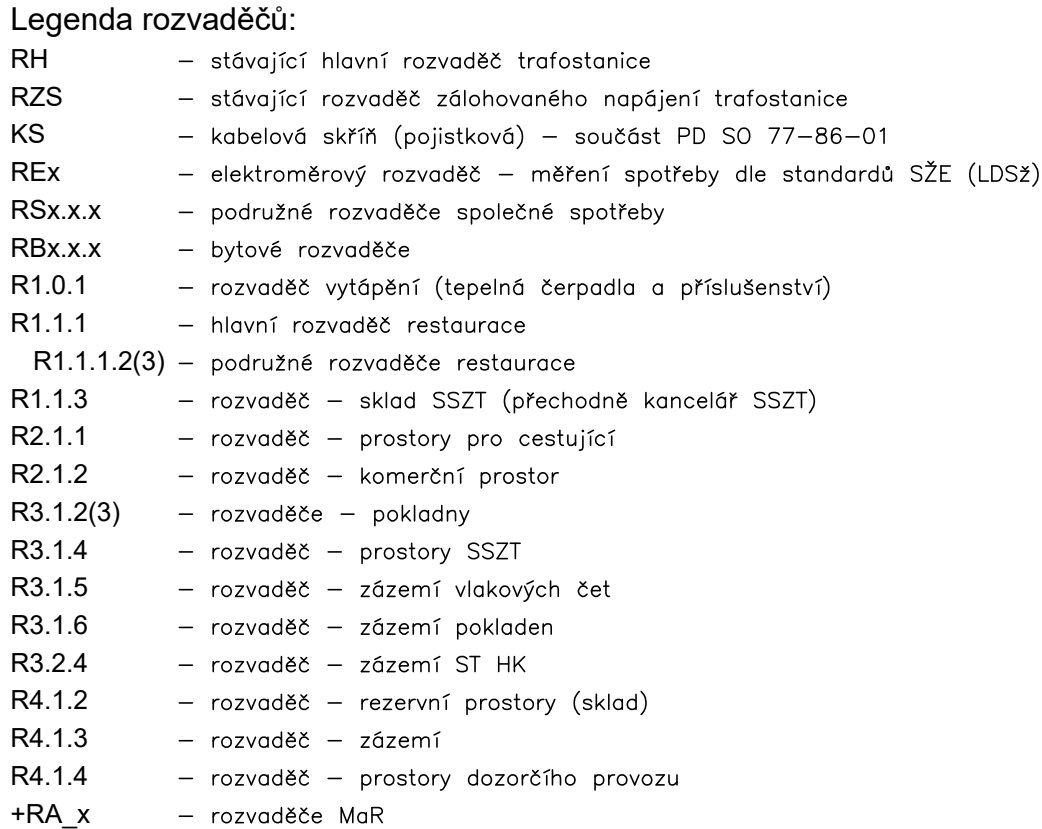 Legenda rozvaděčů:
RH – stávající hlavní rozvaděč trafostanice
RZS – stávající rozvaděč zálohovaného napájení trafostanice
KS – kabelová skříň (pojistková) – součást PD SO 77–86–01
REx – elektroměrový rozvaděč – měření spotřeby dle standardů SŽE (LDSž)
RSx.x.x – podružné rozvaděče společné spotřeby
RBx.x.x – bytové rozvaděče
R1.0.1 – rozvaděč vytápění (tepelná čerpadla a příslušenství)
R1.1.1 – hlavní rozvaděč restaurace
R1.1.1.2(3) – podružné rozvaděče restaurace
R1.1.3 – rozvaděč – sklad SSZT (přechodně kancelář SSZT)
R2.1.1 – rozvaděč – prostory pro cestující
R2.1.2 – rozvaděč – komerční prostor
R3.1.2(3) – rozvaděče – pokladny
R3.1.4 – rozvaděč – prostory SSZT
R3.1.5 – rozvaděč – zázemí vlakových čet
R3.1.6 – rozvaděč – zázemí pokladen
R3.2.4 – rozvaděč – zázemí ST HK
R4.1.2 – rozvaděč – rezervní prostory (sklad)
R4.1.3 – rozvaděč – zázemí
R4.1.4 – rozvaděč – prostory dozorčího provozu
+RA_x – rozvaděče MaR